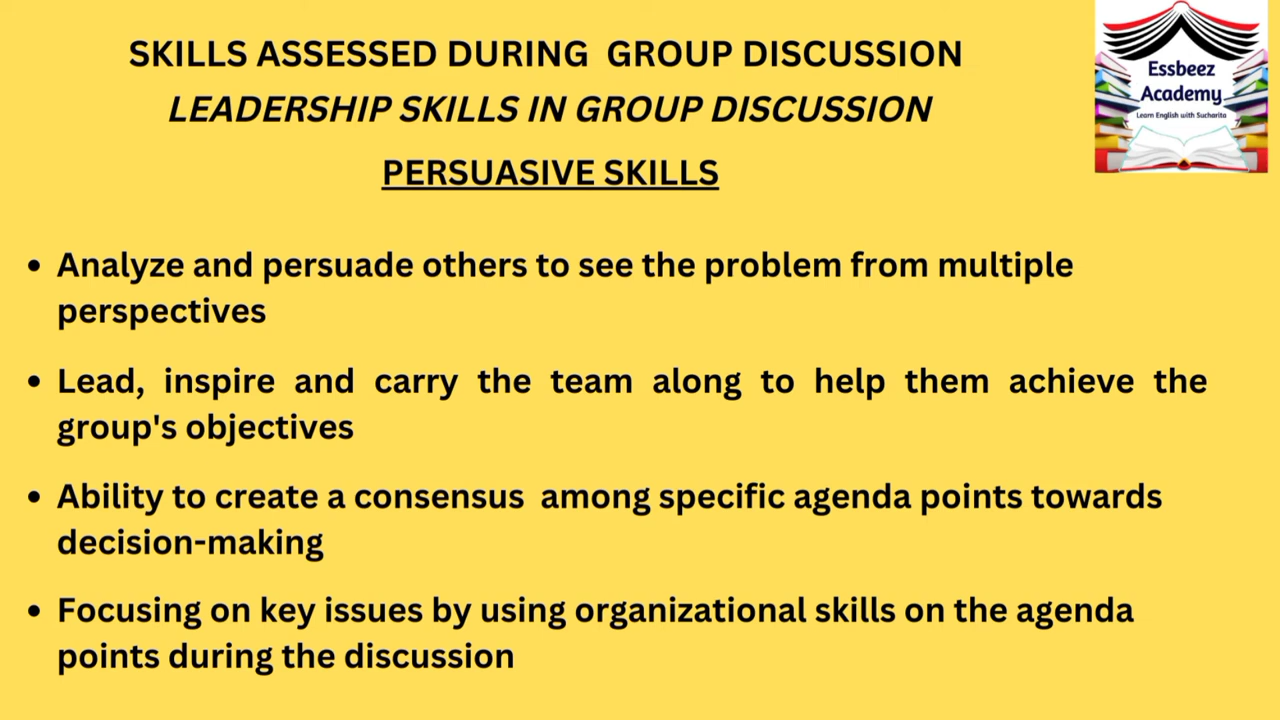 SKILLS ASSESSED DURING GROUP DISCUSSION
LEADERSHIP SKILLS IN GROUP DISCUSSION
PERSUASIVE SKILLS
Essbeez
Academy
Learn English with Sucharita
• Analyze and persuade others to see the problem from multiple
perspectives
• Lead, inspire and carry the team along to help them achieve the
group's objectives
• Ability to create a consensus among specific agenda points towards
decision-making
• Focusing on key issues by using organizational skills on the agenda
points during the discussion